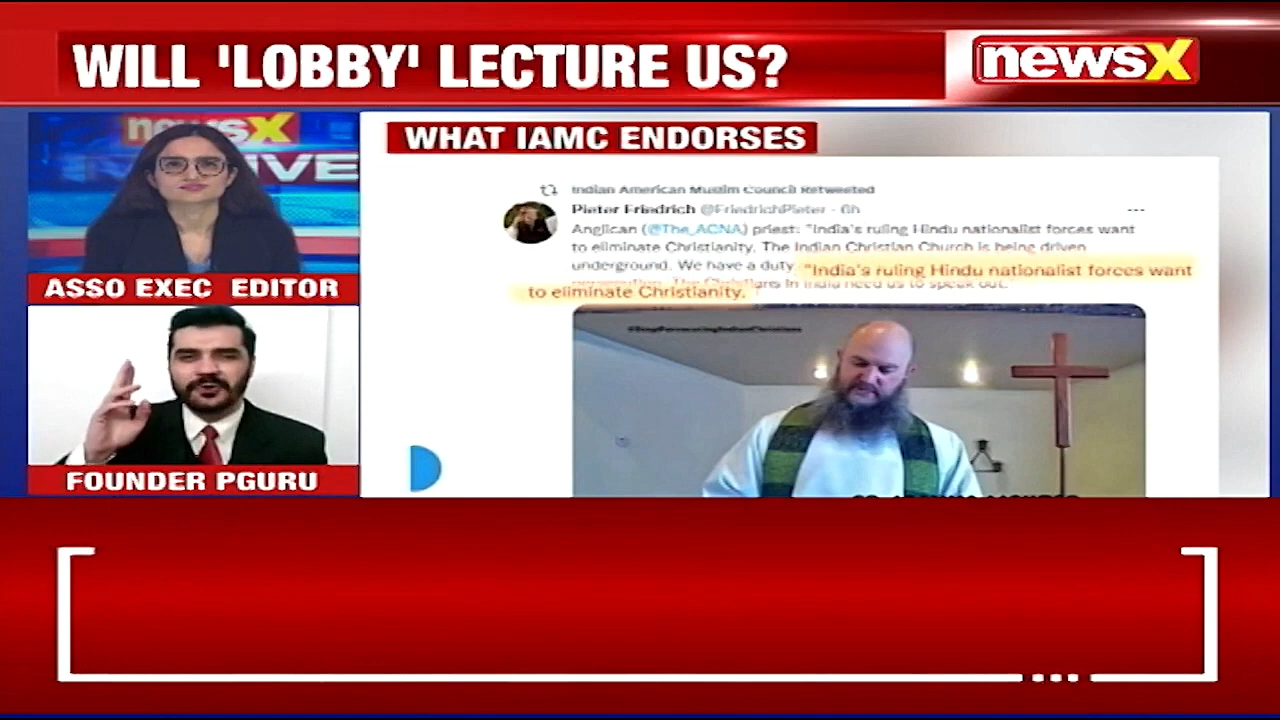 WILL 'LOBBY' LECTURE US?
newsX
newsX
WHAT IAMC ENDORSES
Indian American Muslim Council Retweeted
Pieter Friedrich @FriedrichPieter · 6h
Anglican (@The_ACNA) priest: "India's ruling Hindu nationalist forces want
to eliminate Christianity. The Indian Christian Church is being driven
underground. We have a duty
"India's ruling Hindu nationalist forces want
to eliminate Christianity."
in India need us to speak out."
#StopPersecutingIndianChristians
ASSO EXEC EDITOR
FOUNDER PGURU